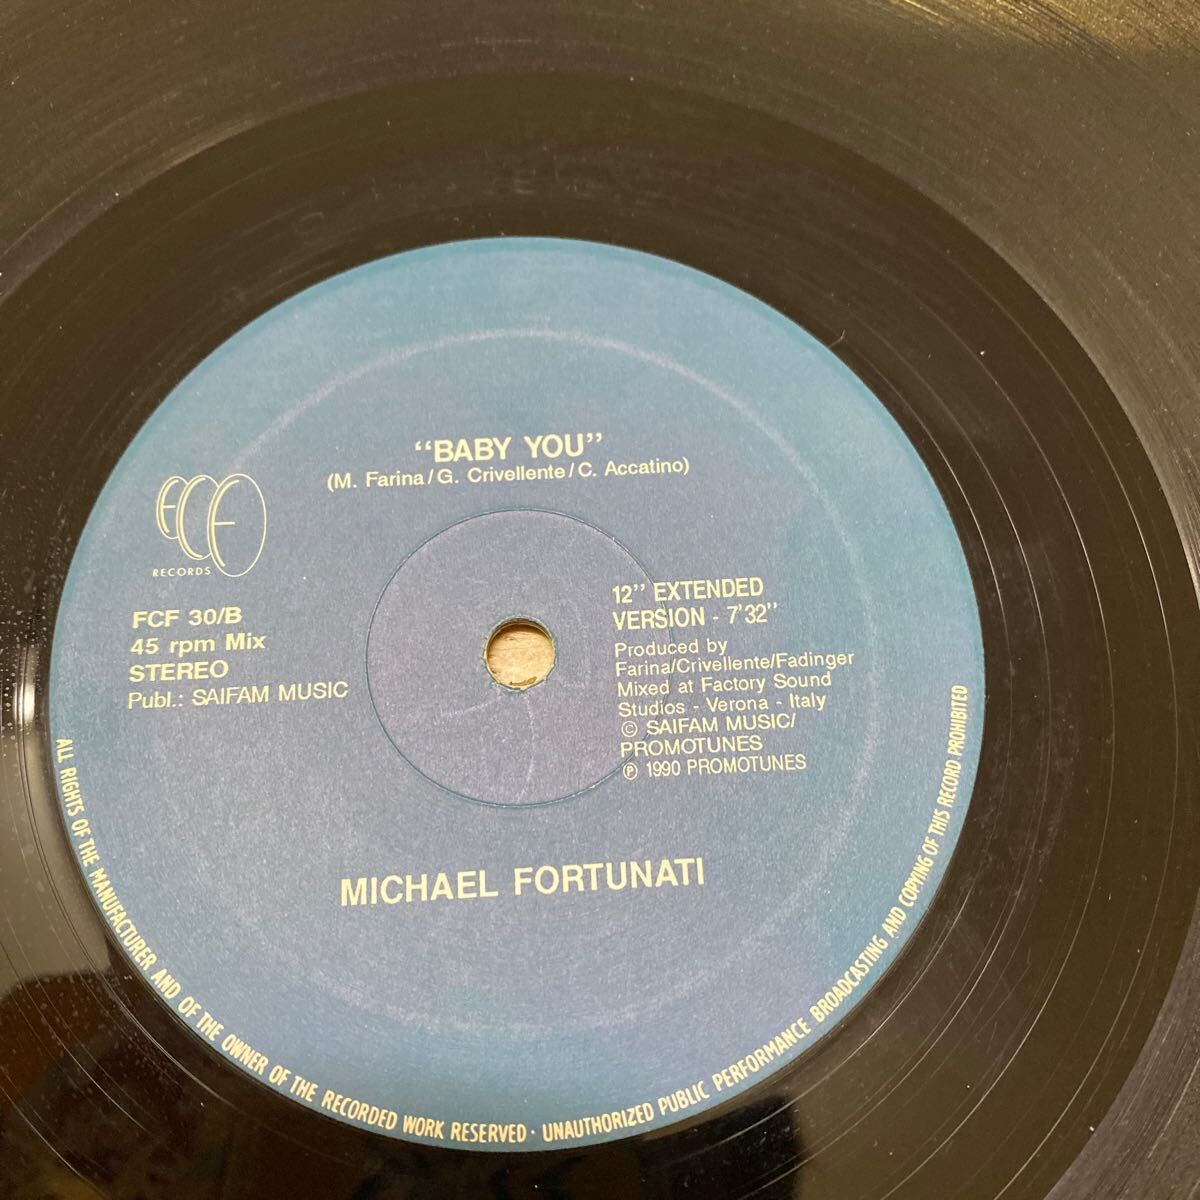 “BABY YOU”
(M. Farina/G. Crivellente/C. Accatino)
FCF
RECORDS
FCF 30/B
45 rpm Mix
STEREO
Publ.: SAIFAM MUSIC
12” EXTENDED
VERSION - 7'32”
Produced by
Farina/Crivellente/Fadinger
Mixed at Factory Sound
Studios - Verona - Italy
© SAIFAM MUSIC/
PROMOTUNES
℗ 1990 PROMOTUNES
MICHAEL FORTUNATI
ALL RIGHTS OF THE MANUFACTURER AND OF THE OWNER OF THE RECORDED WORK RESERVED · UNAUTHORIZED PUBLIC PERFORMANCE BROADCASTING AND COPYING OF THIS RECORD PROHIBITED